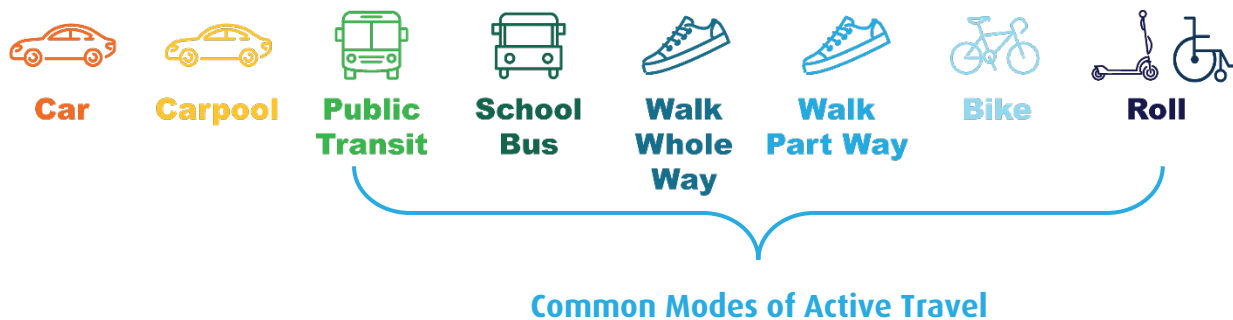 Car
Carpool
Public
Transit
School
Bus
Walk
Whole
Way
Walk
Part Way
Bike
Roll
Common Modes of Active Travel